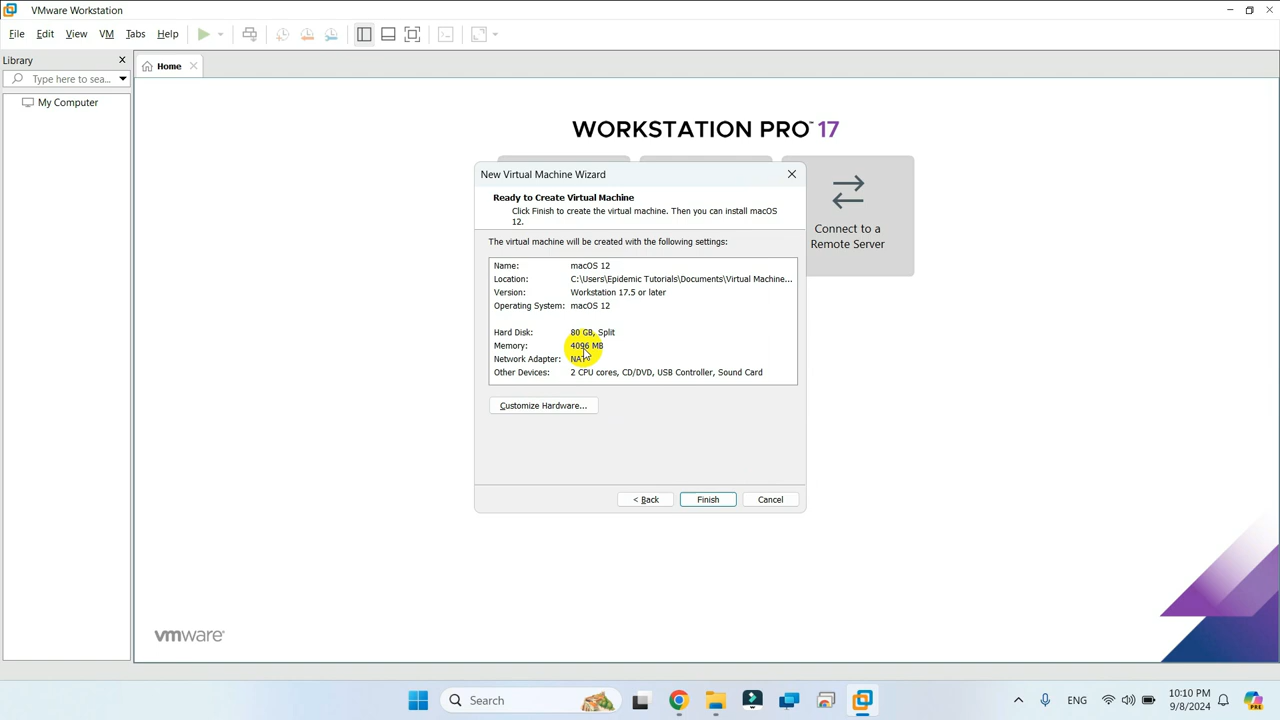 VMware Workstation
File Edit View VM Tabs Help
Library
Home
Type here to sea...
My Computer
WORKSTATION PRO™ 17
New Virtual Machine Wizard
Ready to Create Virtual Machine
Click Finish to create the virtual machine. Then you can install macOS
12.
Connect to a
Remote Server
The virtual machine will be created with the following settings:
Name: macOS 12
Location: C:\Users\Epidemic Tutorials\Documents\Virtual Machine...
Version: Workstation 17.5 or later
Operating System: macOS 12
Hard Disk: 80 GB, Split
Memory: 4096 MB
Network Adapter: NAT
Other Devices: 2 CPU cores, CD/DVD, USB Controller, Sound Card
Customize Hardware...
< Back Finish Cancel
vmware®
Search
ENG
10:10 PM
9/8/2024
PRE